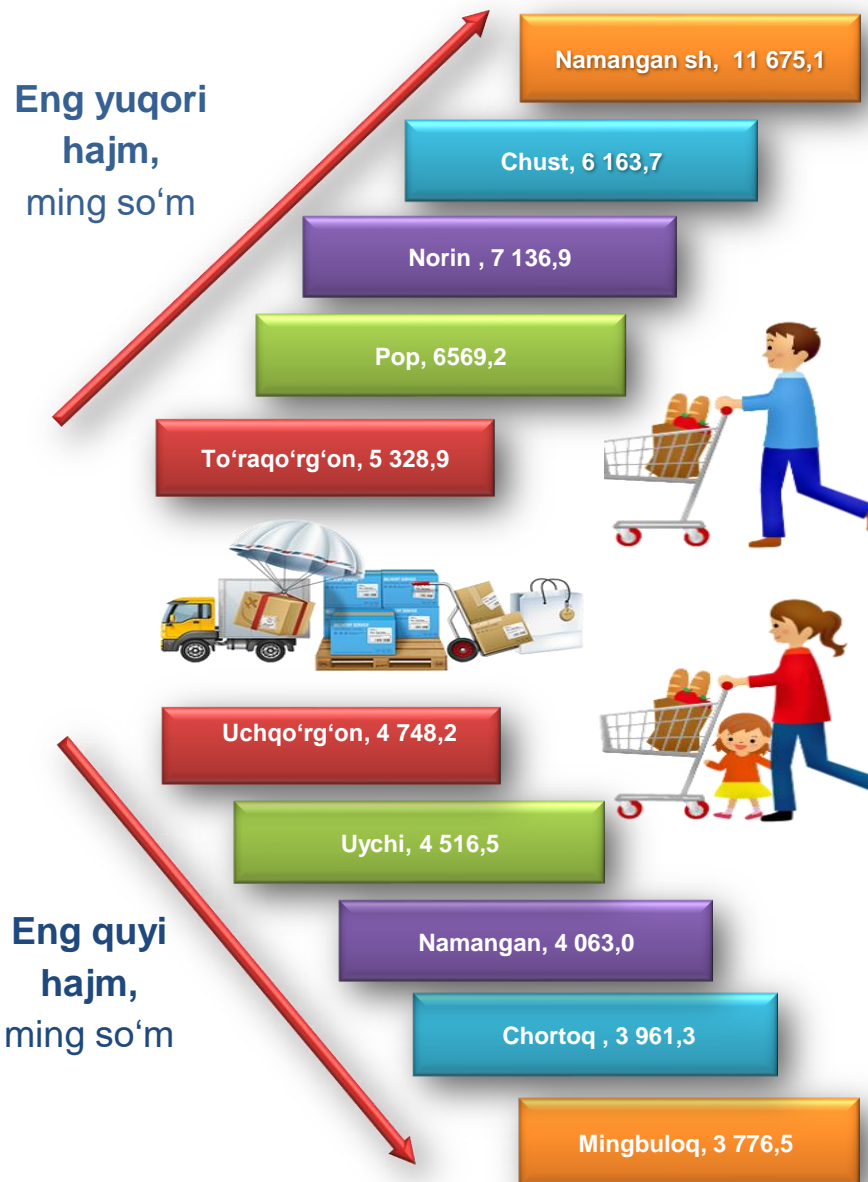 Eng yuqori
hajm,
ming so‘m
Namangan sh, 11 675,1
Chust, 6 163,7
Norin , 7 136,9
Pop, 6569,2
To‘raqo‘rg‘on, 5 328,9
Uchqo‘rg‘on, 4 748,2
Uychi, 4 516,5
Namangan, 4 063,0
Chortoq , 3 961,3
Mingbuloq, 3 776,5
Eng quyi
hajm,
ming so‘m